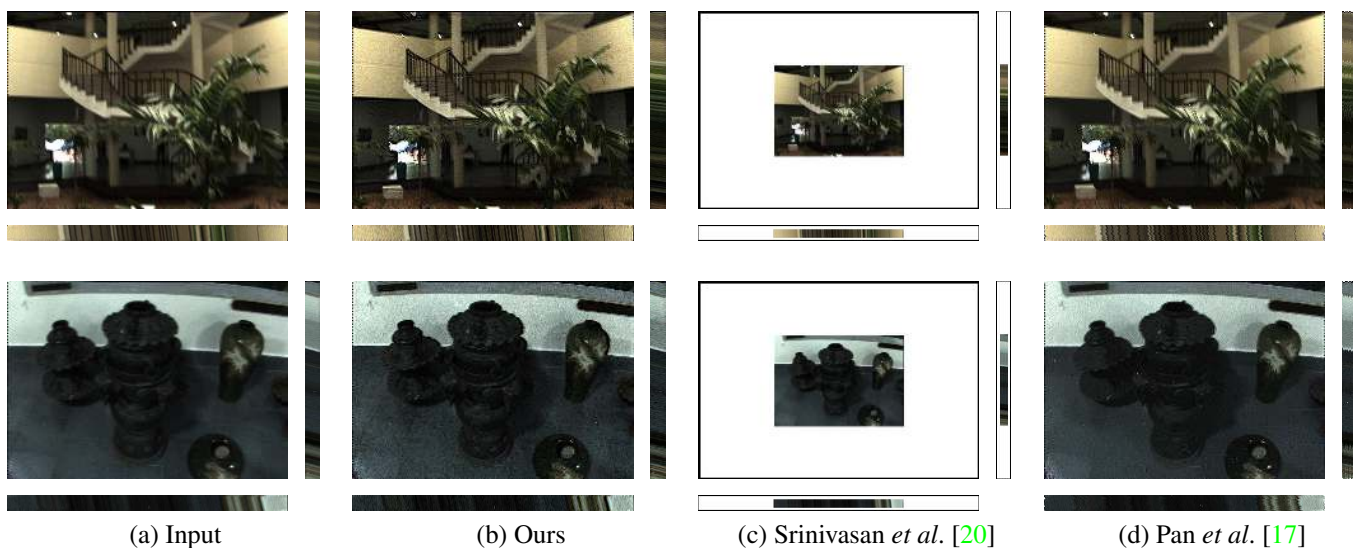 (a) Input
(b) Ours
(c) Srinivasan et al. [20]
(d) Pan et al. [17]